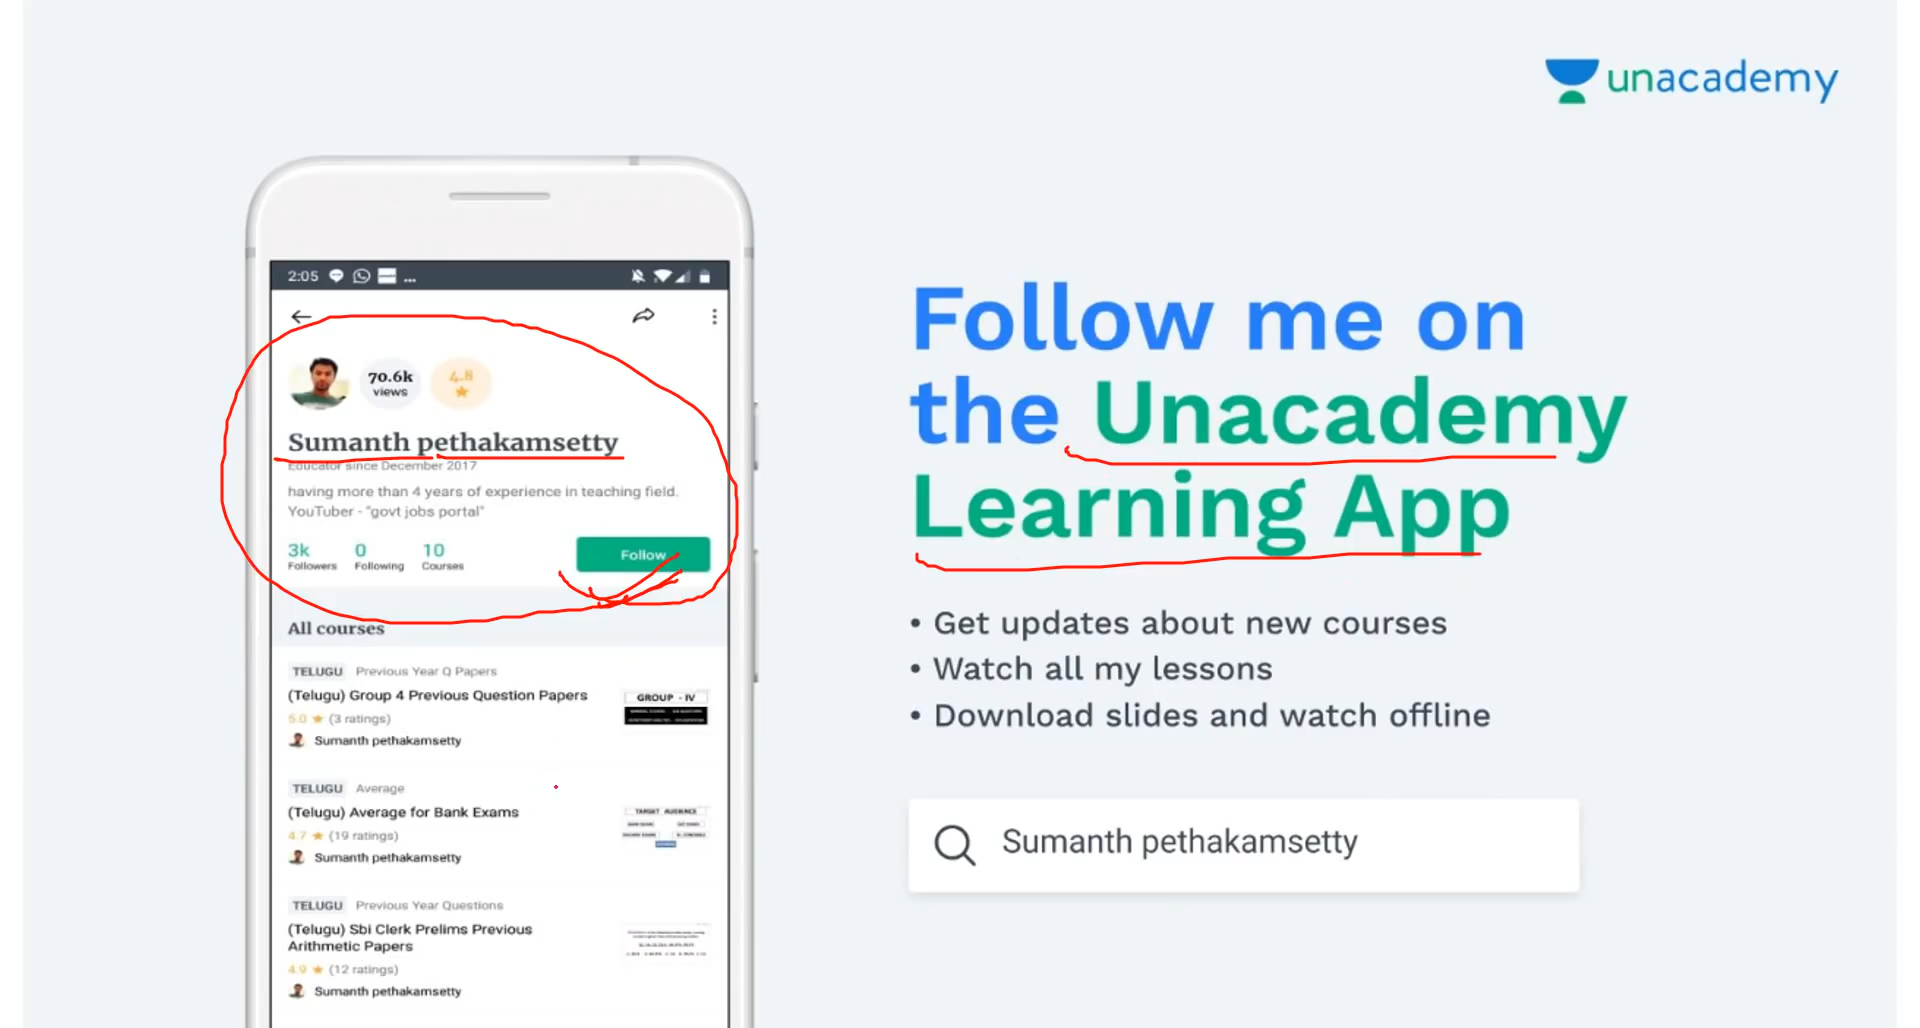 unacademy
2:05 ...
70.6k
views
4.8
Sumanth pethakamsetty
Educator since December 2017
having more than 4 years of experience in teaching field.
YouTuber - "govt jobs portal"
3k 0 10
Followers Following Courses
Follow
All courses
TELUGU Previous Year Q Papers
(Telugu) Group 4 Previous Question Papers
5.0 ★ (3 ratings)
Sumanth pethakamsetty
GROUP - IV
TELUGU Average
(Telugu) Average for Bank Exams
4.7 ★ (19 ratings)
Sumanth pethakamsetty
TARGET AUDIENCE
TELUGU Previous Year Questions
(Telugu) Sbi Clerk Prelims Previous
Arithmetic Papers
4.9 ★ (12 ratings)
Sumanth pethakamsetty
Follow me on
the Unacademy
Learning App
• Get updates about new courses
• Watch all my lessons
• Download slides and watch offline
Sumanth pethakamsetty